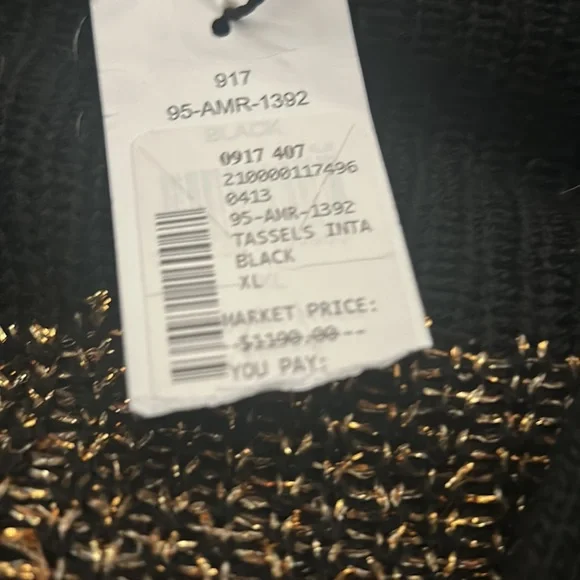 917
95-AMR-1392
BLACK
0917 407
210000117496
0413
95-AMR-1392
TASSELS INTA
BLACK
XL
MARKET PRICE:
-$1190.00--
YOU PAY: